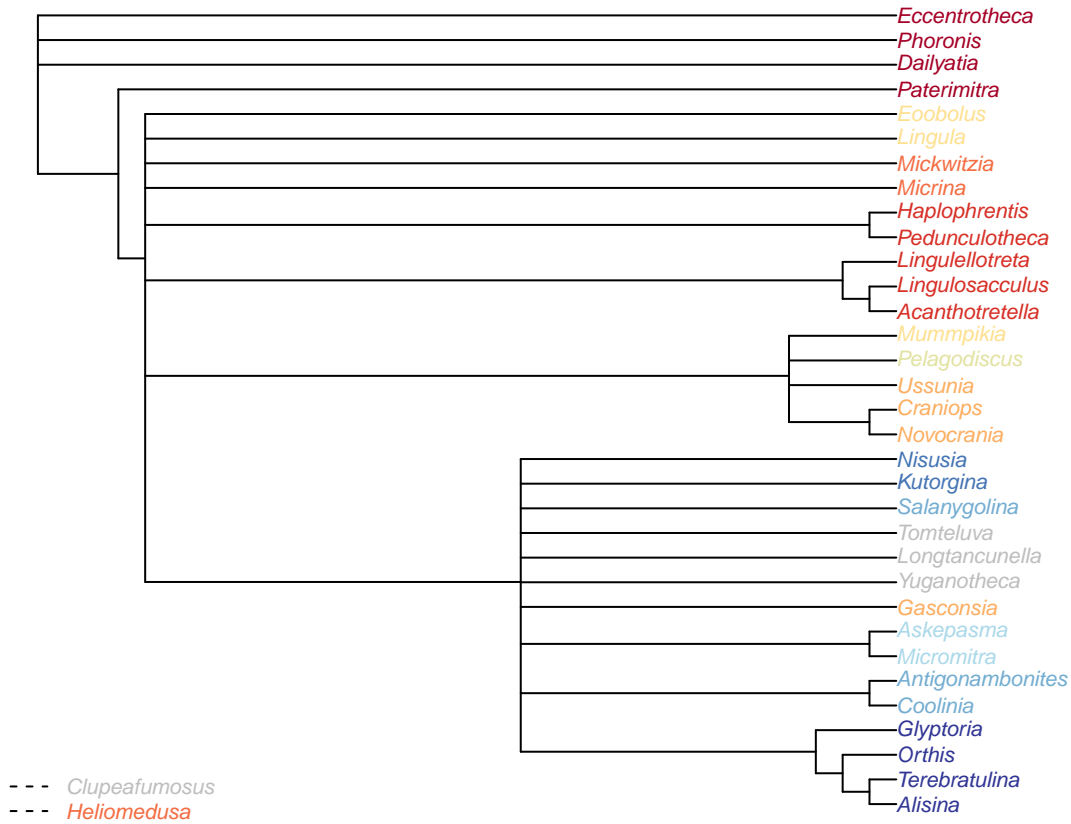 Eccentrotheca
Phoronis
Dailyatia
Paterimitra
Eoobolus
Lingula
Mickwitzia
Micrina
Haplophrentis
Pedunculotheca
Lingulellotreta
Lingulosacculus
Acanthotretella
Mummpikia
Pelagodiscus
Ussunia
Craniops
Novocrania
Nisusia
Kutorgina
Salanygolina
Tomteluva
Longtancunella
Yuganotheca
Gasconsia
Askepasma
Micromitra
Antigonambonites
Coolinia
Glyptoria
Orthis
Terebratulina
Alisina
Clupeafumosus
Heliomedusa